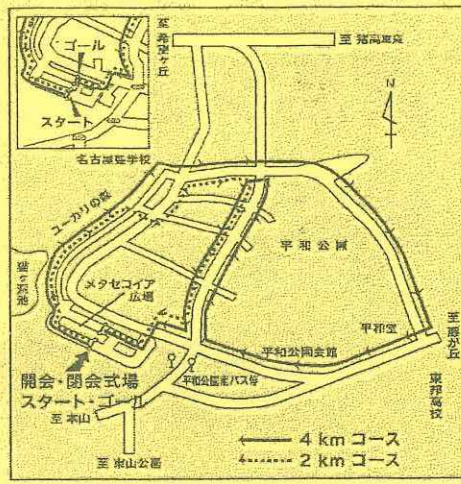 ゴール
スタート
至 希望ヶ丘
至 猪高車庫
N
名古屋聾学校
ユーカリの森
猫ヶ洞池
メタセコイア
広場
平和公園
平和堂
平和公園会館
至 藤が丘
東邦高校
開会・閉会式場
スタート・ゴール
平和公園南バス停
至 本山
至 東山公園
4 km コース
2 km コース